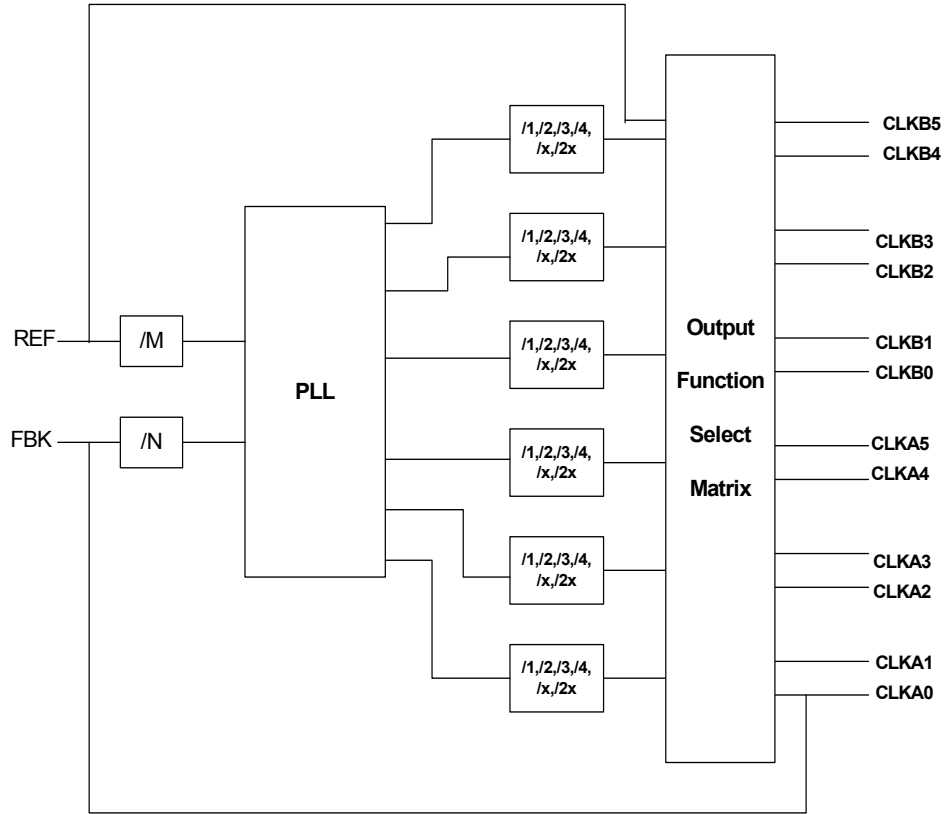 /1,/2,/3,/4,
/x,/2x
/1,/2,/3,/4,
/x,/2x
/1,/2,/3,/4,
/x,/2x
/1,/2,/3,/4,
/x,/2x
/1,/2,/3,/4,
/x,/2x
/1,/2,/3,/4,
/x,/2x
REF
/M
FBK
/N
PLL
Output
Function
Select
Matrix
CLKB5
CLKB4
CLKB3
CLKB2
CLKB1
CLKB0
CLKA5
CLKA4
CLKA3
CLKA2
CLKA1
CLKA0